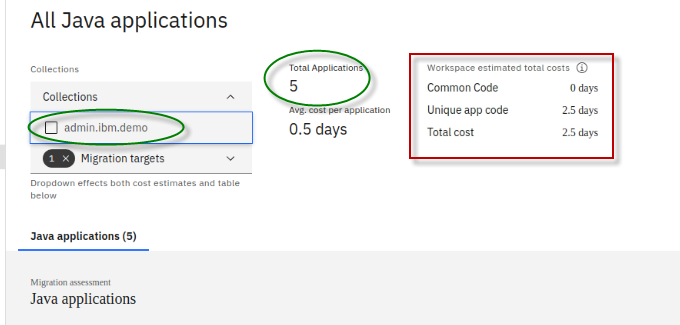 All Java applications
Collections
Collections
admin.ibm.demo
1 × Migration targets
Dropdown effects both cost estimates and table
below
Total Applications
5
Avg. cost per application
0.5 days
Workspace estimated total costs
Common Code 0 days
Unique app code 2.5 days
Total cost 2.5 days
Java applications (5)
Migration assessment
Java applications